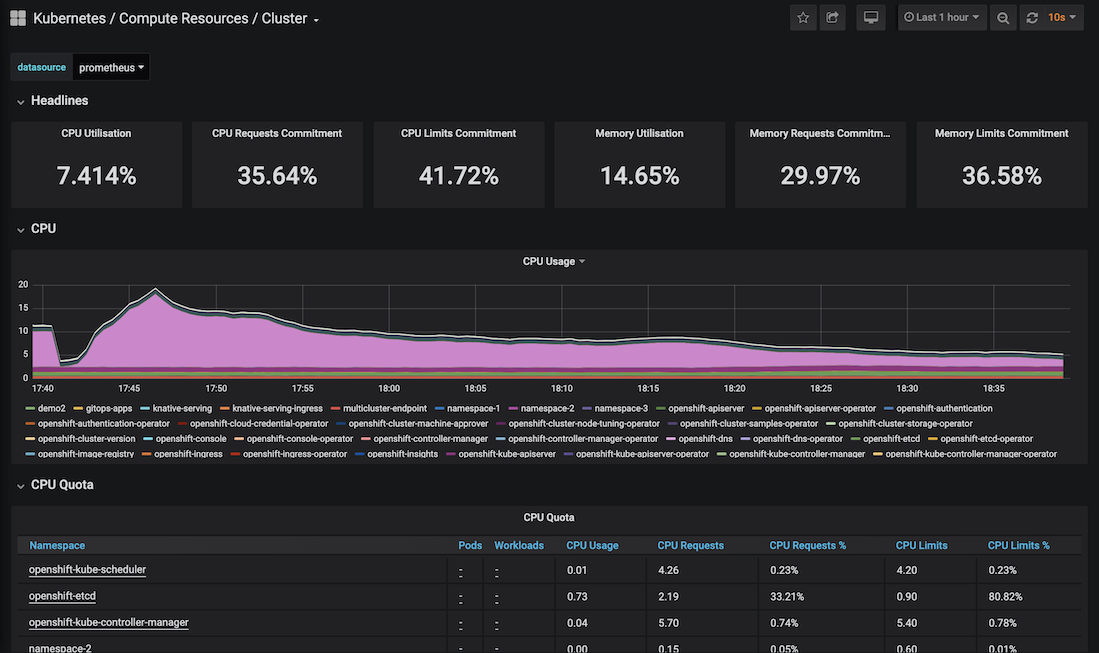 Kubernetes / Compute Resources / Cluster
Last 1 hour
10s
datasource prometheus
Headlines
CPU Utilisation CPU Requests Commitment CPU Limits Commitment Memory Utilisation Memory Requests Commitm... Memory Limits Commitment
7.414% 35.64% 41.72% 14.65% 29.97% 36.58%
CPU
CPU Usage
20
15
10
5
0
17:40 17:45 17:50 17:55 18:00 18:05 18:10 18:15 18:20 18:25 18:30 18:35
demo2 gitops-apps knative-serving knative-serving-ingress multicluster-endpoint namespace-1 namespace-2 namespace-3 openshift-apiserver openshift-apiserver-operator openshift-authentication
openshift-authentication-operator openshift-cloud-credential-operator openshift-cluster-machine-approver openshift-cluster-node-tuning-operator openshift-cluster-samples-operator openshift-cluster-storage-operator
openshift-cluster-version openshift-console openshift-console-operator openshift-controller-manager openshift-controller-manager-operator openshift-dns openshift-dns-operator openshift-etcd openshift-etcd-operator
openshift-image-registry openshift-ingress openshift-ingress-operator openshift-insights openshift-kube-apiserver openshift-kube-apiserver-operator openshift-kube-controller-manager openshift-kube-controller-manager-operator
CPU Quota
CPU Quota
Namespace Pods Workloads CPU Usage CPU Requests CPU Requests % CPU Limits CPU Limits %
openshift-kube-scheduler - - 0.01 4.26 0.23% 4.20 0.23%
openshift-etcd - - 0.73 2.19 33.21% 0.90 80.82%
openshift-kube-controller-manager - - 0.04 5.70 0.74% 5.40 0.78%
namespace-2 - - 0.00 0.15 0.05% 0.60 0.01%